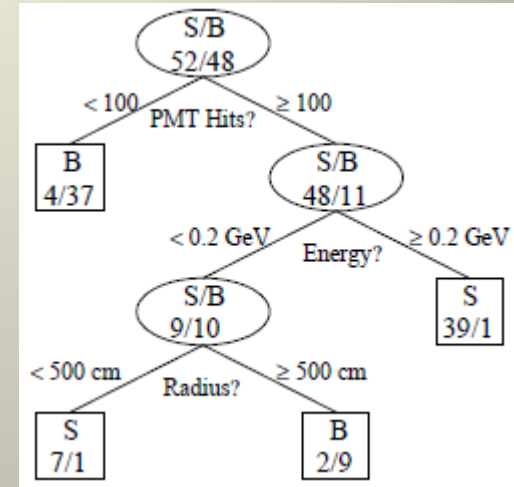 S/B
52/48
< 100
PMT Hits?
≥ 100
B
4/37
S/B
48/11
< 0.2 GeV
Energy?
≥ 0.2 GeV
S/B
9/10
S
39/1
< 500 cm
Radius?
≥ 500 cm
S
7/1
B
2/9